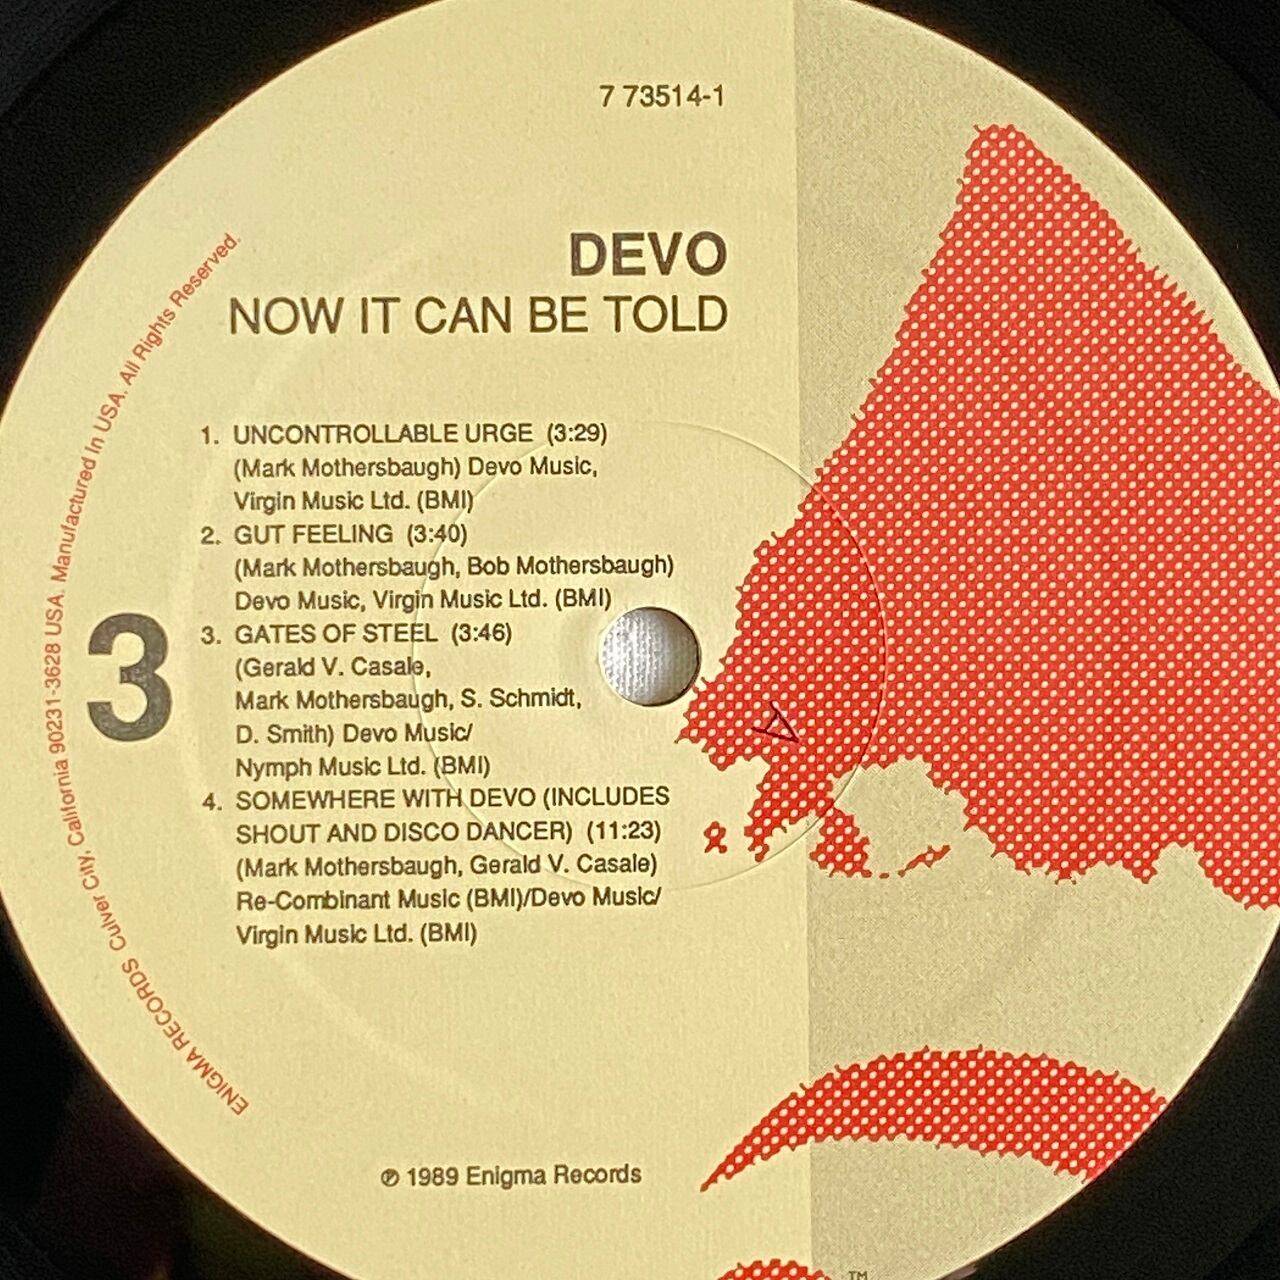 7 73514-1
DEVO
NOW IT CAN BE TOLD
1. UNCONTROLLABLE URGE (3:29)
(Mark Mothersbaugh) Devo Music,
Virgin Music Ltd. (BMI)
2. GUT FEELING (3:40)
(Mark Mothersbaugh, Bob Mothersbaugh)
Devo Music, Virgin Music Ltd. (BMI)
3. GATES OF STEEL (3:46)
(Gerald V. Casale,
Mark Mothersbaugh, S. Schmidt,
D. Smith) Devo Music/
Nymph Music Ltd. (BMI)
4. SOMEWHERE WITH DEVO (INCLUDES
SHOUT AND DISCO DANCER) (11:23)
(Mark Mothersbaugh, Gerald V. Casale)
Re-Combinant Music (BMI)/Devo Music/
Virgin Music Ltd. (BMI)
3
ENIGMA RECORDS Culver City, California 90231-3628 USA. Manufactured In USA. All Rights Reserved.
℗ 1989 Enigma Records
A
TM